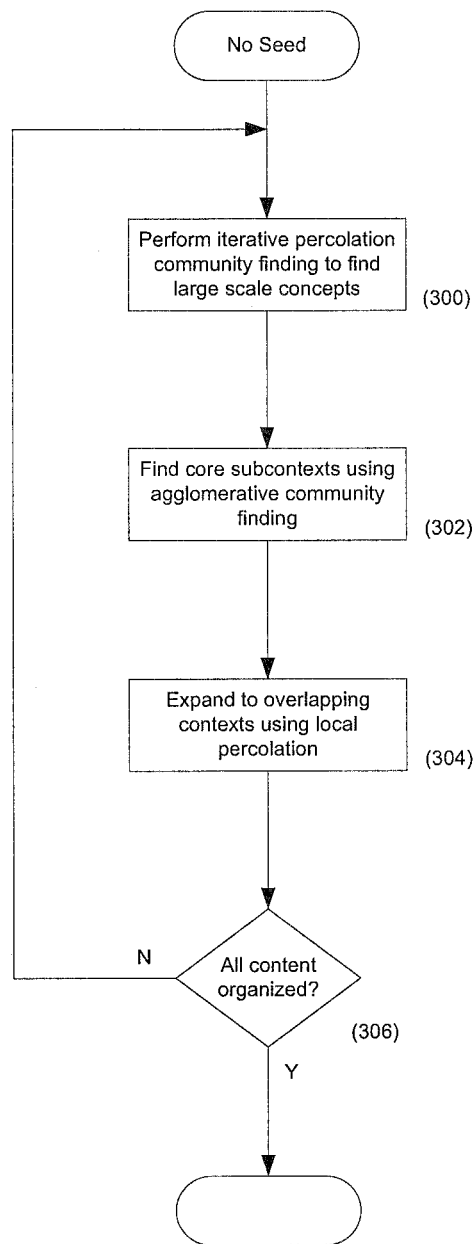 No Seed
Perform iterative percolation
community finding to find
large scale concepts
(300)
Find core subcontexts using
agglomerative community
finding
(302)
Expand to overlapping
contexts using local
percolation
(304)
N
All content
organized?
(306)
Y